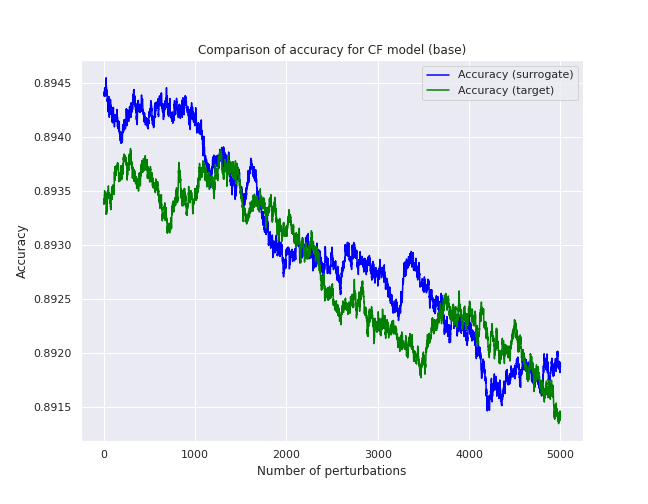 Comparison of accuracy for CF model (base)
Accuracy (surrogate)
Accuracy (target)
0.8945
0.8940
0.8935
0.8930
0.8925
0.8920
0.8915
Accuracy
0 1000 2000 3000 4000 5000
Number of perturbations